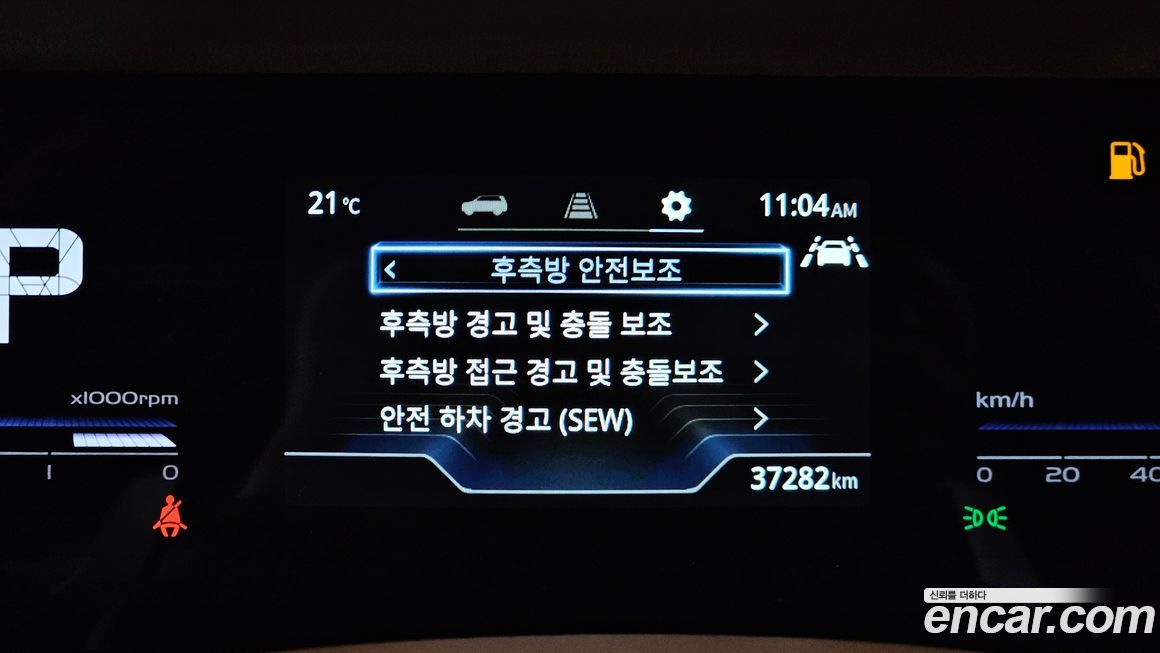 21°C
11:04AM
P
< 후측방 안전보조
후측방 경고 및 충돌 보조 >
후측방 접근 경고 및 충돌보조 >
안전 하차 경고 (SEW) >
x1000rpm
1 0
37282km
km/h
0 20 40
신뢰를 더하다
encar.com